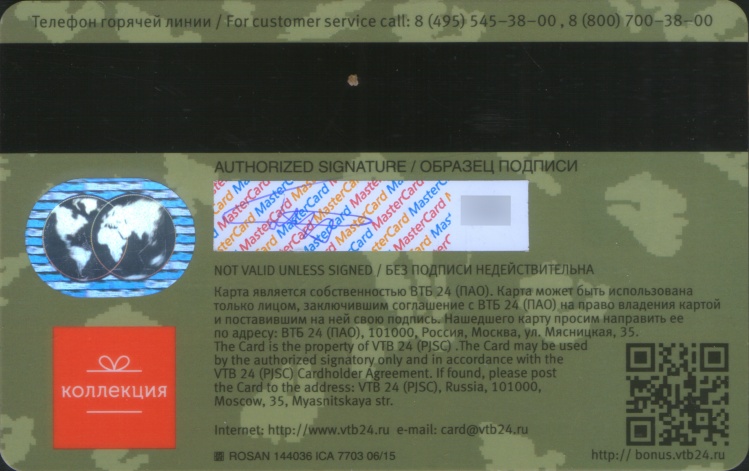 Телефон горячей линии / For customer service call: 8 (495) 545–38–00 , 8 (800) 700–38–00
AUTHORIZED SIGNATURE / ОБРАЗЕЦ ПОДПИСИ
MasterCard MasterCard MasterCard
NOT VALID UNLESS SIGNED / БЕЗ ПОДПИСИ НЕДЕЙСТВИТЕЛЬНА
Карта является собственностью ВТБ 24 (ПАО). Карта может быть использована
только лицом, заключившим соглашение с ВТБ 24 (ПАО) на право владения картой
и поставившим на ней свою подпись. Нашедшего карту просим направить ее
по адресу: ВТБ 24 (ПАО), 101000, Россия, Москва, ул. Мясницкая, 35.
The Card is the property of VTB 24 (PJSC) .The Card may be used
by the authorized signatory only and in accordance with the
VTB 24 (PJSC) Cardholder Agreement. If found, please post
the Card to the address: VTB 24 (PJSC), Russia, 101000,
Moscow, 35, Myasnitskaya str.
коллекция
Internet: http://www.vtb24.ru e-mail: card@vtb24.ru
ROSAN 144036 ICA 7703 06/15
http:// bonus.vtb24.ru